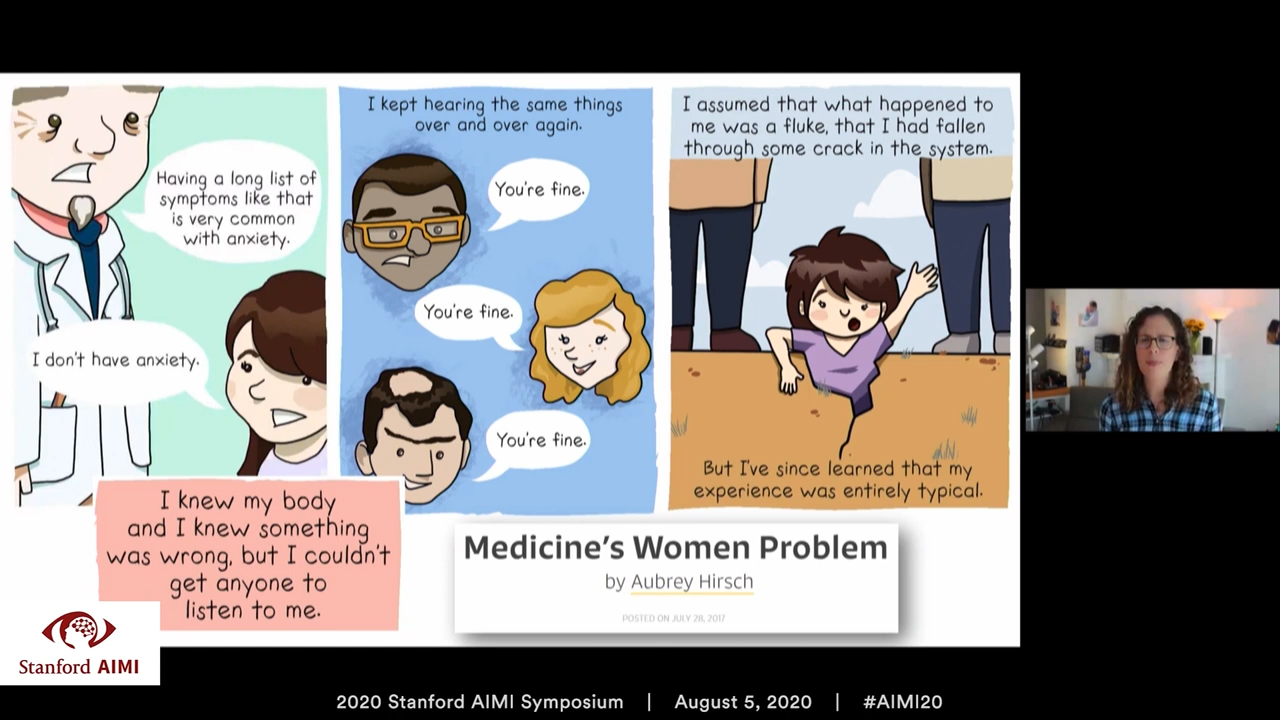 Having a long list of
symptoms like that
is very common
with anxiety.
I don't have anxiety.
I knew my body
and I knew something
was wrong, but I couldn't
get anyone to
listen to me.
I kept hearing the same things
over and over again.
You're fine.
You're fine.
You're fine.
I assumed that what happened to
me was a fluke, that I had fallen
through some crack in the system.
But I've since learned that my
experience was entirely typical.
Medicine's Women Problem
by Aubrey Hirsch
POSTED ON JULY 28, 2017
Stanford AIMI
2020 Stanford AIMI Symposium | August 5, 2020 | #AIMI20